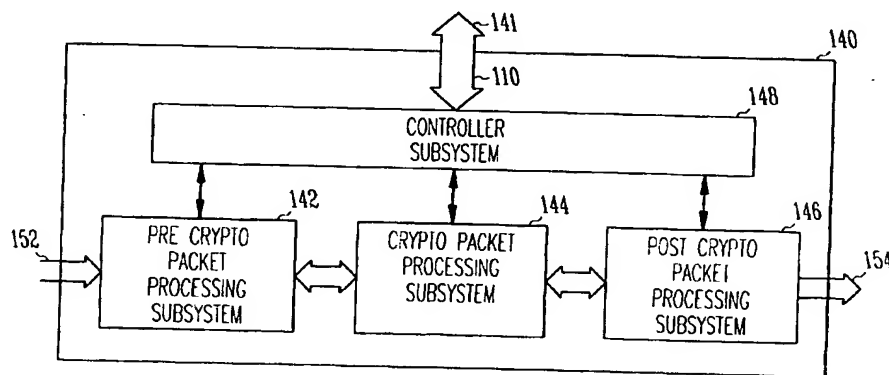 141
140
110
148
CONTROLLER
SUBSYSTEM
152
142
PRE CRYPTO
PACKET
PROCESSING
SUBSYSTEM
144
CRYPTO PACKET
PROCESSING
SUBSYSTEM
146
POST CRYPTO
PACKET
PROCESSING
SUBSYSTEM
154